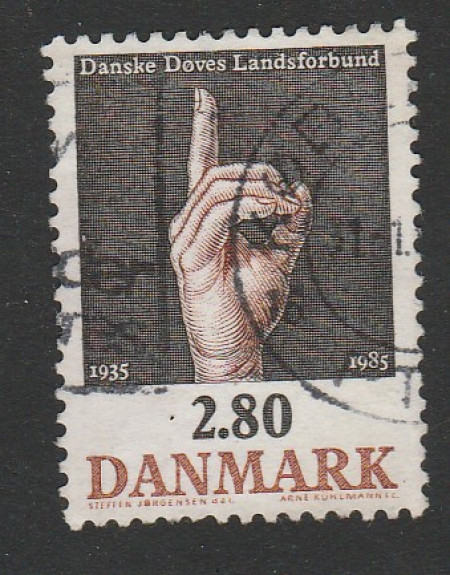 Danske Døves Landsforbund
1935 1985
2.80
DANMARK
STEFFEN JØRGENSEN del. ARNE KÜHLMANN sc.